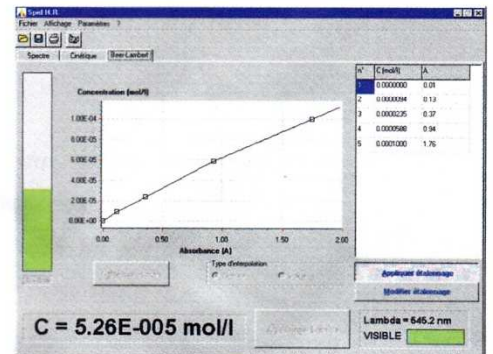 Spid H.R.
Fichier Affichage Paramètres ?
Spectre Cinétique Beer-Lambert
Concentration (mol/l)
1.00E-04
8.00E-05
6.00E-05
4.00E-05
2.00E-05
0.00E+00
0.00 0.50 1.00 1.50 2.00
Absorbance (A)
Type d'interpolation
n° C (mol/l) A
1 0.0000000 0.01
2 0.0000094 0.13
3 0.0000235 0.37
4 0.0000588 0.94
5 0.0001000 1.76
Appliquer étalonnage
Modifier étalonnage
C = 5.26E-005 mol/l
Lambda = 545.2 nm
VISIBLE